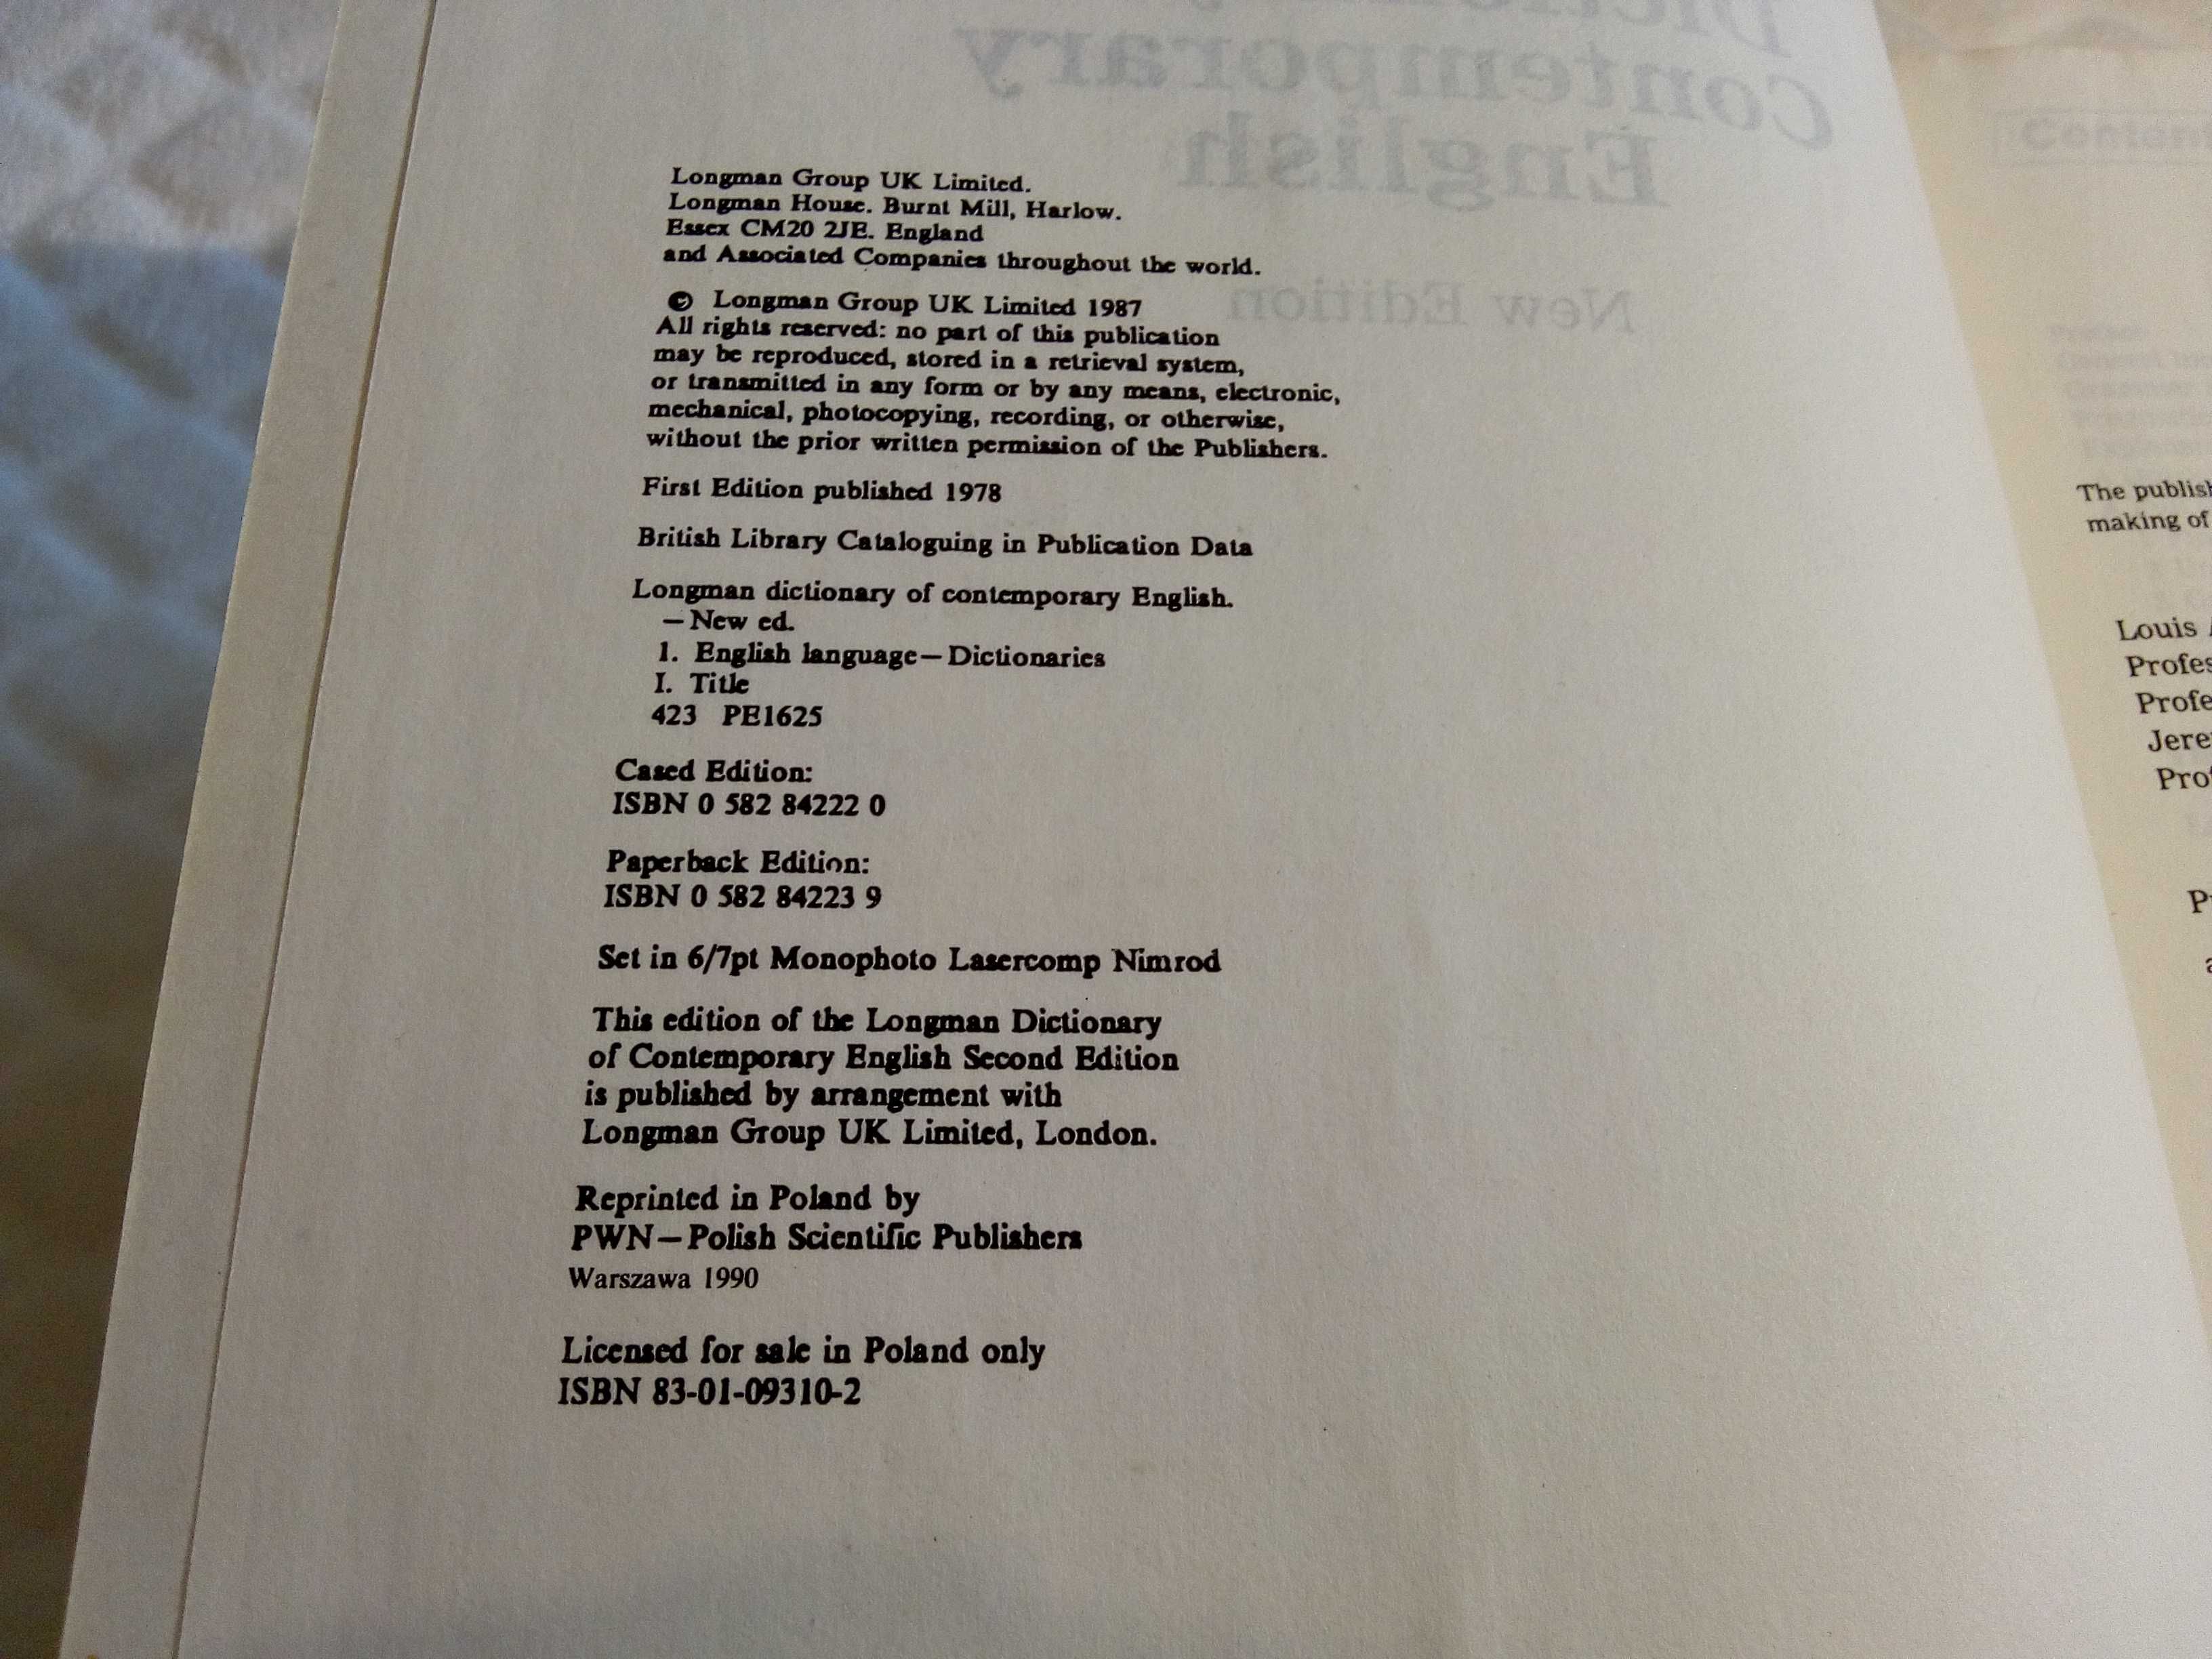 Longman Group UK Limited.
Longman House. Burnt Mill, Harlow.
Essex CM20 2JE. England
and Associated Companies throughout the world.
© Longman Group UK Limited 1987
All rights reserved: no part of this publication
may be reproduced, stored in a retrieval system,
or transmitted in any form or by any means, electronic,
mechanical, photocopying, recording, or otherwise,
without the prior written permission of the Publishers.
First Edition published 1978
British Library Cataloguing in Publication Data
Longman dictionary of contemporary English.
—New ed.
1. English language—Dictionaries
I. Title
423 PE1625
Cased Edition:
ISBN 0 582 84222 0
Paperback Edition:
ISBN 0 582 84223 9
Set in 6/7pt Monophoto Lasercomp Nimrod
This edition of the Longman Dictionary
of Contemporary English Second Edition
is published by arrangement with
Longman Group UK Limited, London.
Reprinted in Poland by
PWN—Polish Scientific Publishers
Warszawa 1990
Licensed for sale in Poland only
ISBN 83-01-09310-2
Contemporary
English
New Edition
The
making of
Louis